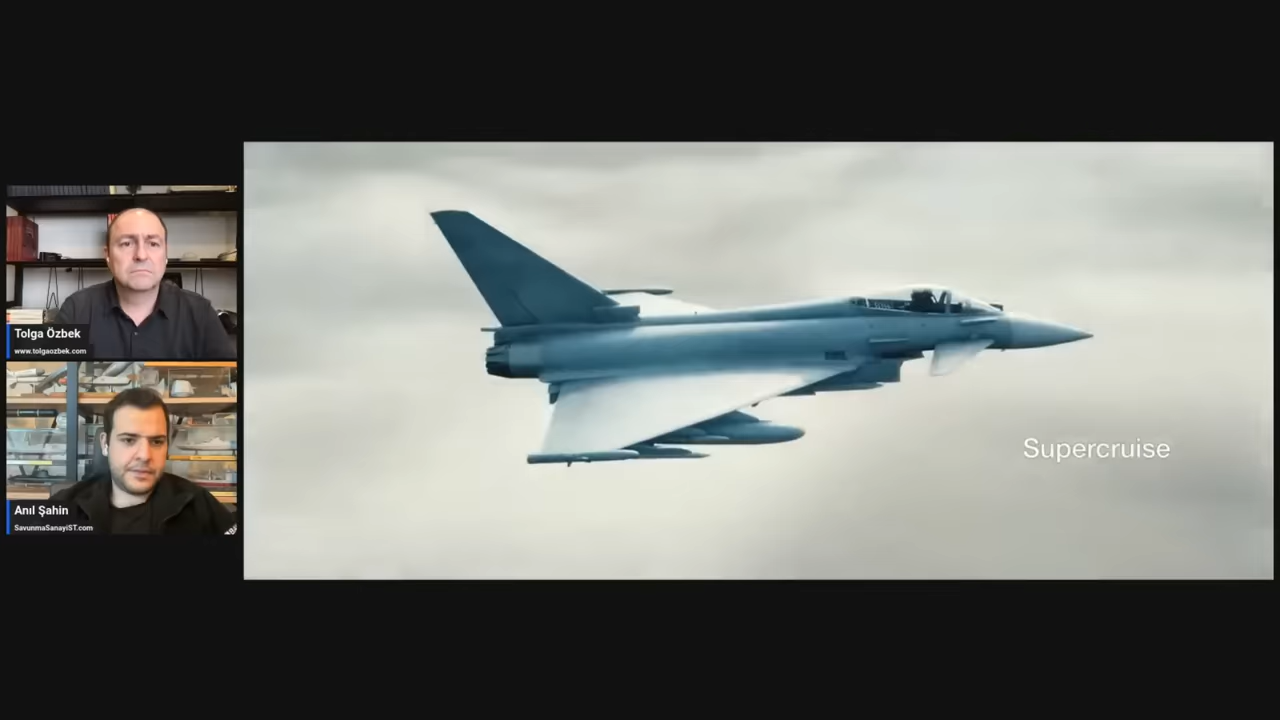 Tolga Özbek
www.tolgaozbek.com
Anıl Şahin
SavunmaSanayiST.com
Supercruise